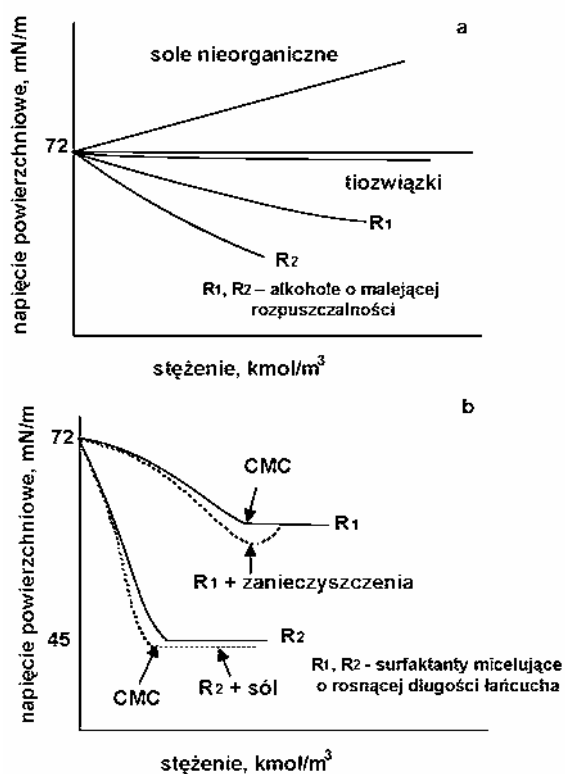 a
sole nieorganiczne
72
tiozwiązki
R1
R2
R1, R2 – alkohole o malejącej
rozpuszczalności
napięcie powierzchniowe, mN/m
stężenie, kmol/m3
b
72
CMC
R1
R1 + zanieczyszczenia
45
R2
CMC
R2 + sól
R1, R2 - surfaktanty micelujące
o rosnącej długości łańcucha
napięcie powierzchniowe, mN/m
stężenie, kmol/m3